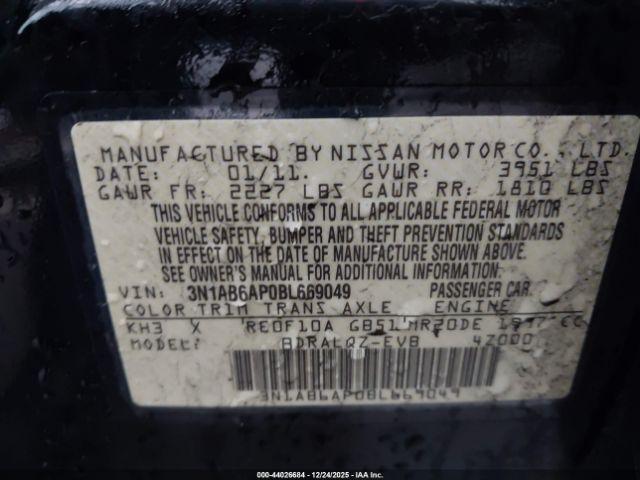 MANUFACTURED BY NISSAN MOTOR CO., LTD.
DATE: 01/11. GVWR: 3951 LBS
GAWR FR: 2227 LBS GAWR RR: 1810 LBS
THIS VEHICLE CONFORMS TO ALL APPLICABLE FEDERAL MOTOR
VEHICLE SAFETY, BUMPER AND THEFT PREVENTION STANDARDS
IN EFFECT ON THE DATE OF MANUFACTURE SHOWN ABOVE.
SEE OWNER'S MANUAL FOR ADDITIONAL INFORMATION.
VIN: 3N1AB6AP0BL669049 PASSENGER CAR
COLOR TRIM TRANS AXLE ENGINE
KH3 X RE0F10A GB51 MR20DE 1997 CC
MODEL: BDRALQZ-EVB 4Z000
3N1AB6AP0BL669049
000-44026684 | 12/24/2025 | IAA Inc.